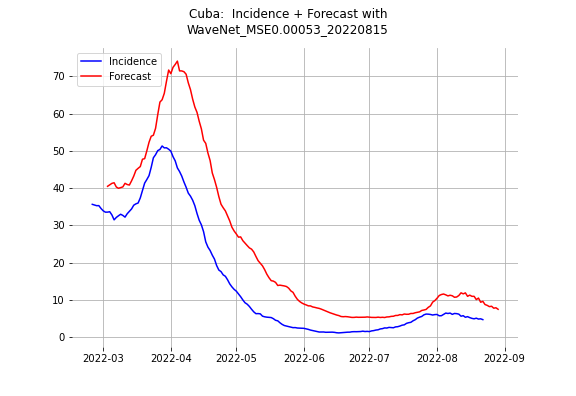 Cuba:  Incidence + Forecast with
WaveNet_MSE0.00053_20220815
Incidence
Forecast
70
60
50
40
30
20
10
0
2022-03 2022-04 2022-05 2022-06 2022-07 2022-08 2022-09